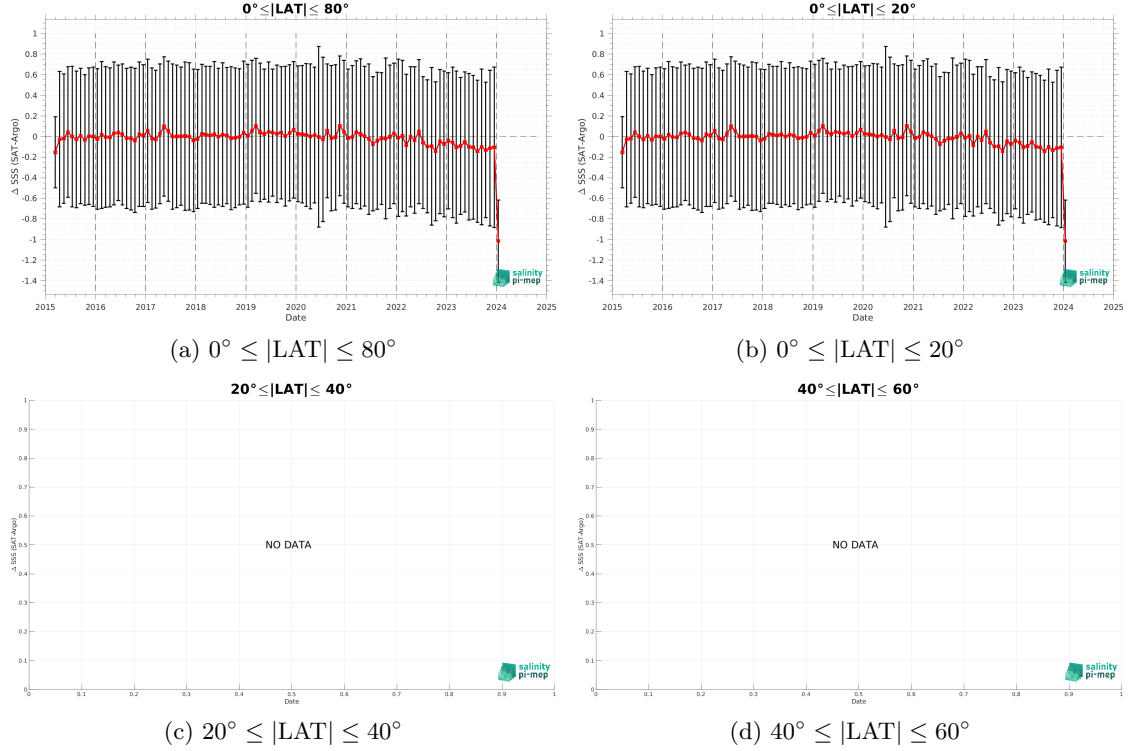 0°≤|LAT|≤ 80°
1
0.8
0.6
0.4
0.2
0
-0.2
-0.4
-0.6
-0.8
-1
-1.2
-1.4
Δ SSS (SAT-Argo)
2015 2016 2017 2018 2019 2020 2021 2022 2023 2024 2025
Date
salinity
pi-mep
(a) 0° ≤ |LAT| ≤ 80°
0°≤|LAT|≤ 20°
1
0.8
0.6
0.4
0.2
0
-0.2
-0.4
-0.6
-0.8
-1
-1.2
-1.4
Δ SSS (SAT-Argo)
2015 2016 2017 2018 2019 2020 2021 2022 2023 2024 2025
Date
salinity
pi-mep
(b) 0° ≤ |LAT| ≤ 20°
20°≤|LAT|≤ 40°
1
0.9
0.8
0.7
0.6
0.5
0.4
0.3
0.2
0.1
0
Δ SSS (SAT-Argo)
NO DATA
0 0.1 0.2 0.3 0.4 0.5 0.6 0.7 0.8 0.9 1
Date
salinity
pi-mep
(c) 20° ≤ |LAT| ≤ 40°
40°≤|LAT|≤ 60°
1
0.9
0.8
0.7
0.6
0.5
0.4
0.3
0.2
0.1
0
Δ SSS (SAT-Argo)
NO DATA
0 0.1 0.2 0.3 0.4 0.5 0.6 0.7 0.8 0.9 1
Date
salinity
pi-mep
(d) 40° ≤ |LAT| ≤ 60°